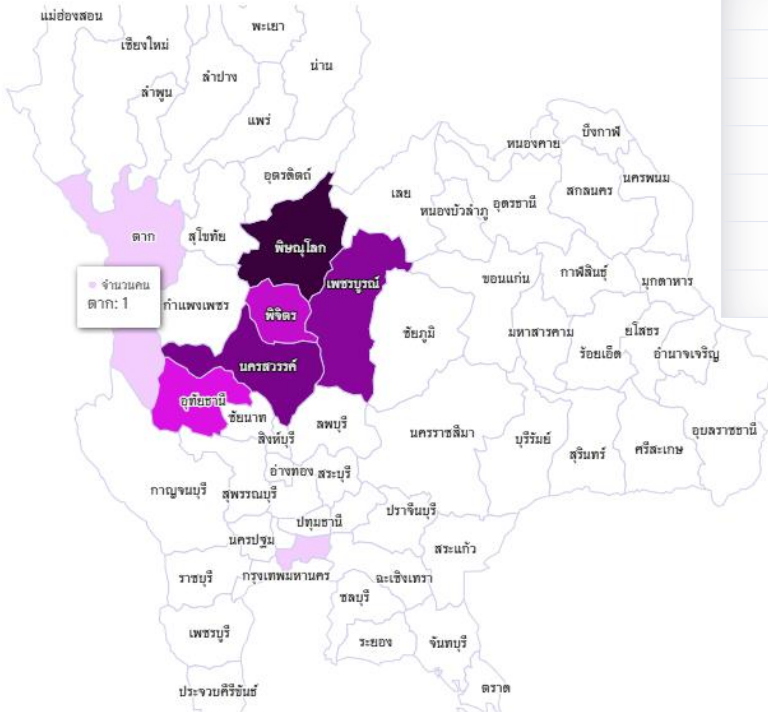 แม่ฮ่องสอน
พะเยา
เชียงใหม่
น่าน
ลำปาง
ลำพูน
แพร่
บึงกาฬ
หนองคาย
อุตรดิตถ์
นครพนม
เลย
สกลนคร
อุดรธานี
หนองบัวลำภู
ตาก
สุโขทัย
พิษณุโลก
กาฬสินธุ์
ขอนแก่น
มุกดาหาร
เพชรบูรณ์
จำนวนคน
ตาก: 1
กำแพงเพชร
พิจิตร
ยโสธร
มหาสารคาม
ชัยภูมิ
ร้อยเอ็ด
อำนาจเจริญ
นครสวรรค์
อุทัยธานี
ชัยนาท
ลพบุรี
สิงห์บุรี
นครราชสีมา
บุรีรัมย์
อุบลราชธานี
ศรีสะเกษ
สุรินทร์
อ่างทอง
สระบุรี
กาญจนบุรี
สุพรรณบุรี
ปราจีนบุรี
ปทุมธานี
นครปฐม
สระแก้ว
ราชบุรี
กรุงเทพมหานคร
ฉะเชิงเทรา
ชลบุรี
เพชรบุรี
ระยอง
จันทบุรี
ประจวบคีรีขันธ์
ตราด